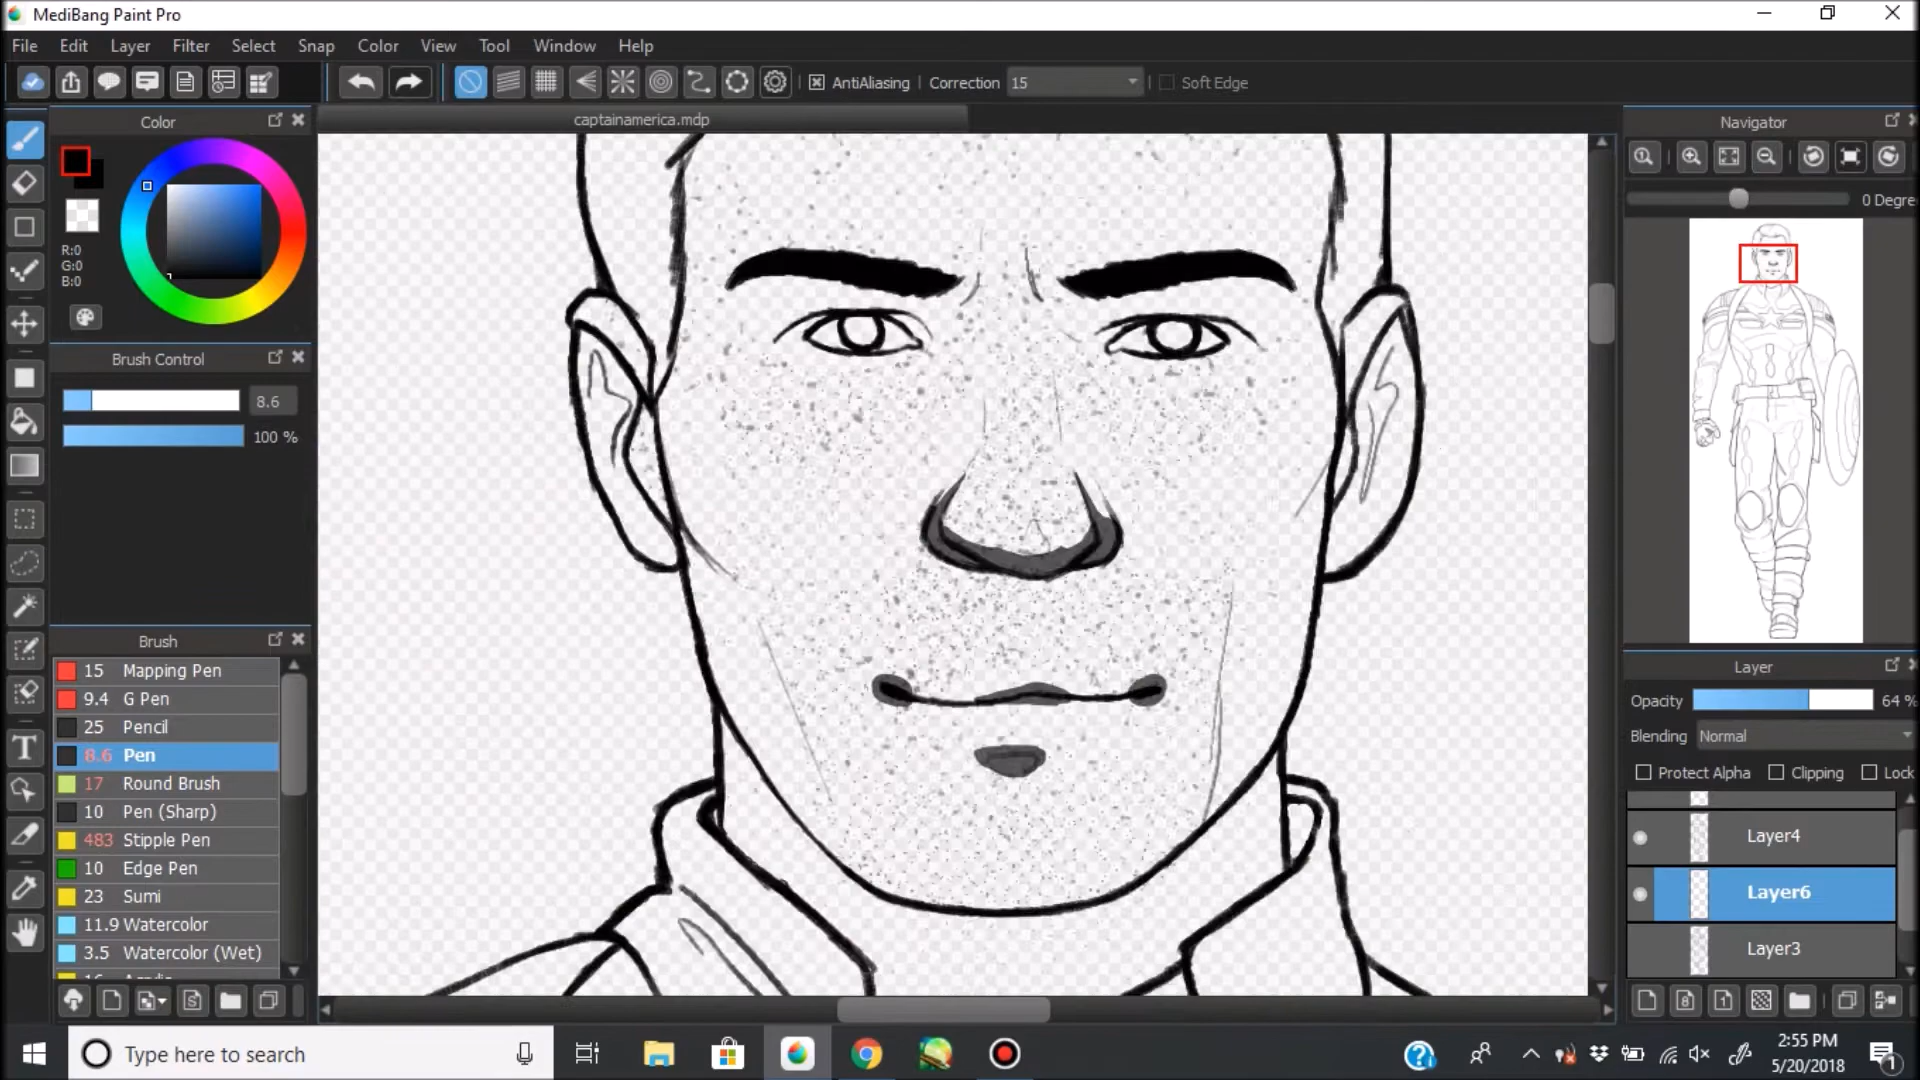 MediBang Paint Pro
File Edit Layer Filter Select Snap Color View Tool Window Help
AntiAliasing Correction 15 Soft Edge
Color
captainamerica.mdp
Navigator
R:0
G:0
B:0
0 Degre
Brush Control
8.6
100 %
Brush
15 Mapping Pen
9.4 G Pen
25 Pencil
8.6 Pen
17 Round Brush
10 Pen (Sharp)
483 Stipple Pen
10 Edge Pen
23 Sumi
11.9 Watercolor
3.5 Watercolor (Wet)
Layer
Opacity 64 %
Blending Normal
Protect Alpha Clipping Lock
Layer4
Layer6
Layer3
Type here to search
2:55 PM
5/20/2018
1